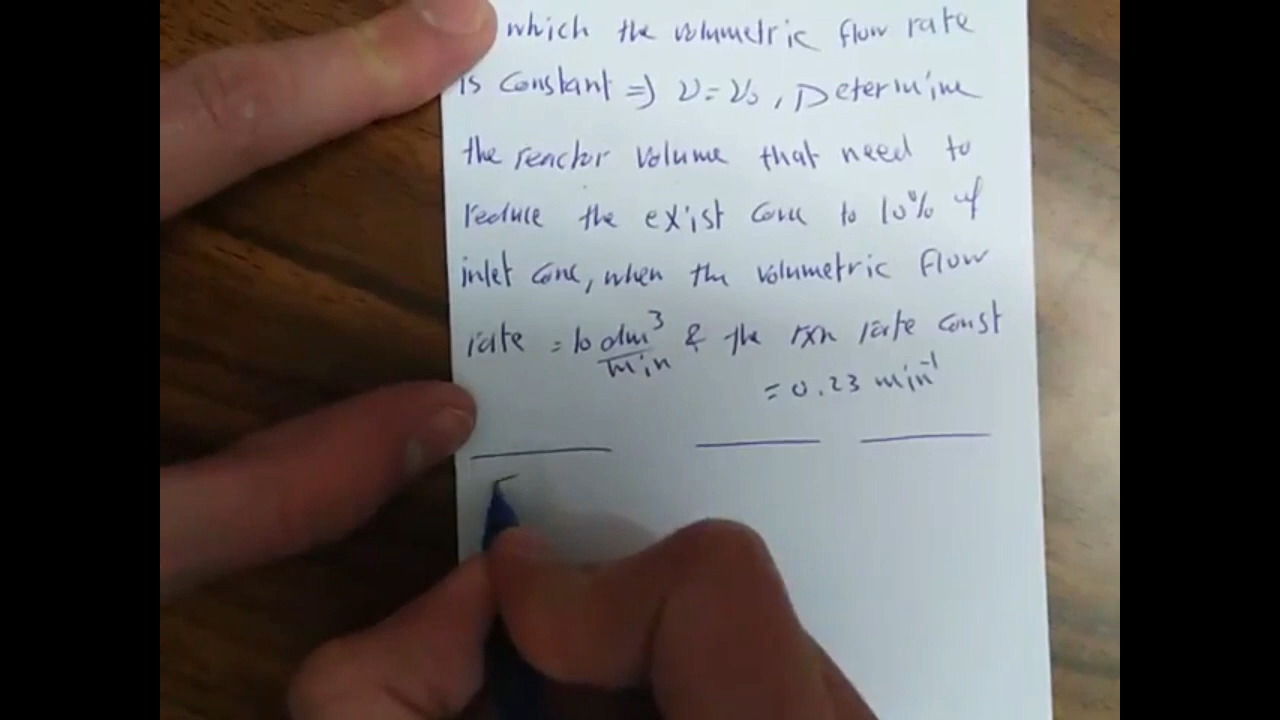 which the volumetric flow rate
is constant => ν = ν₀, Determine
the reactor volume that need to
reduce the exist conc to 10% of
inlet conc, when the volumetric flow
rate = 10 dm³/min & the rxn rate const
= 0.23 min⁻¹